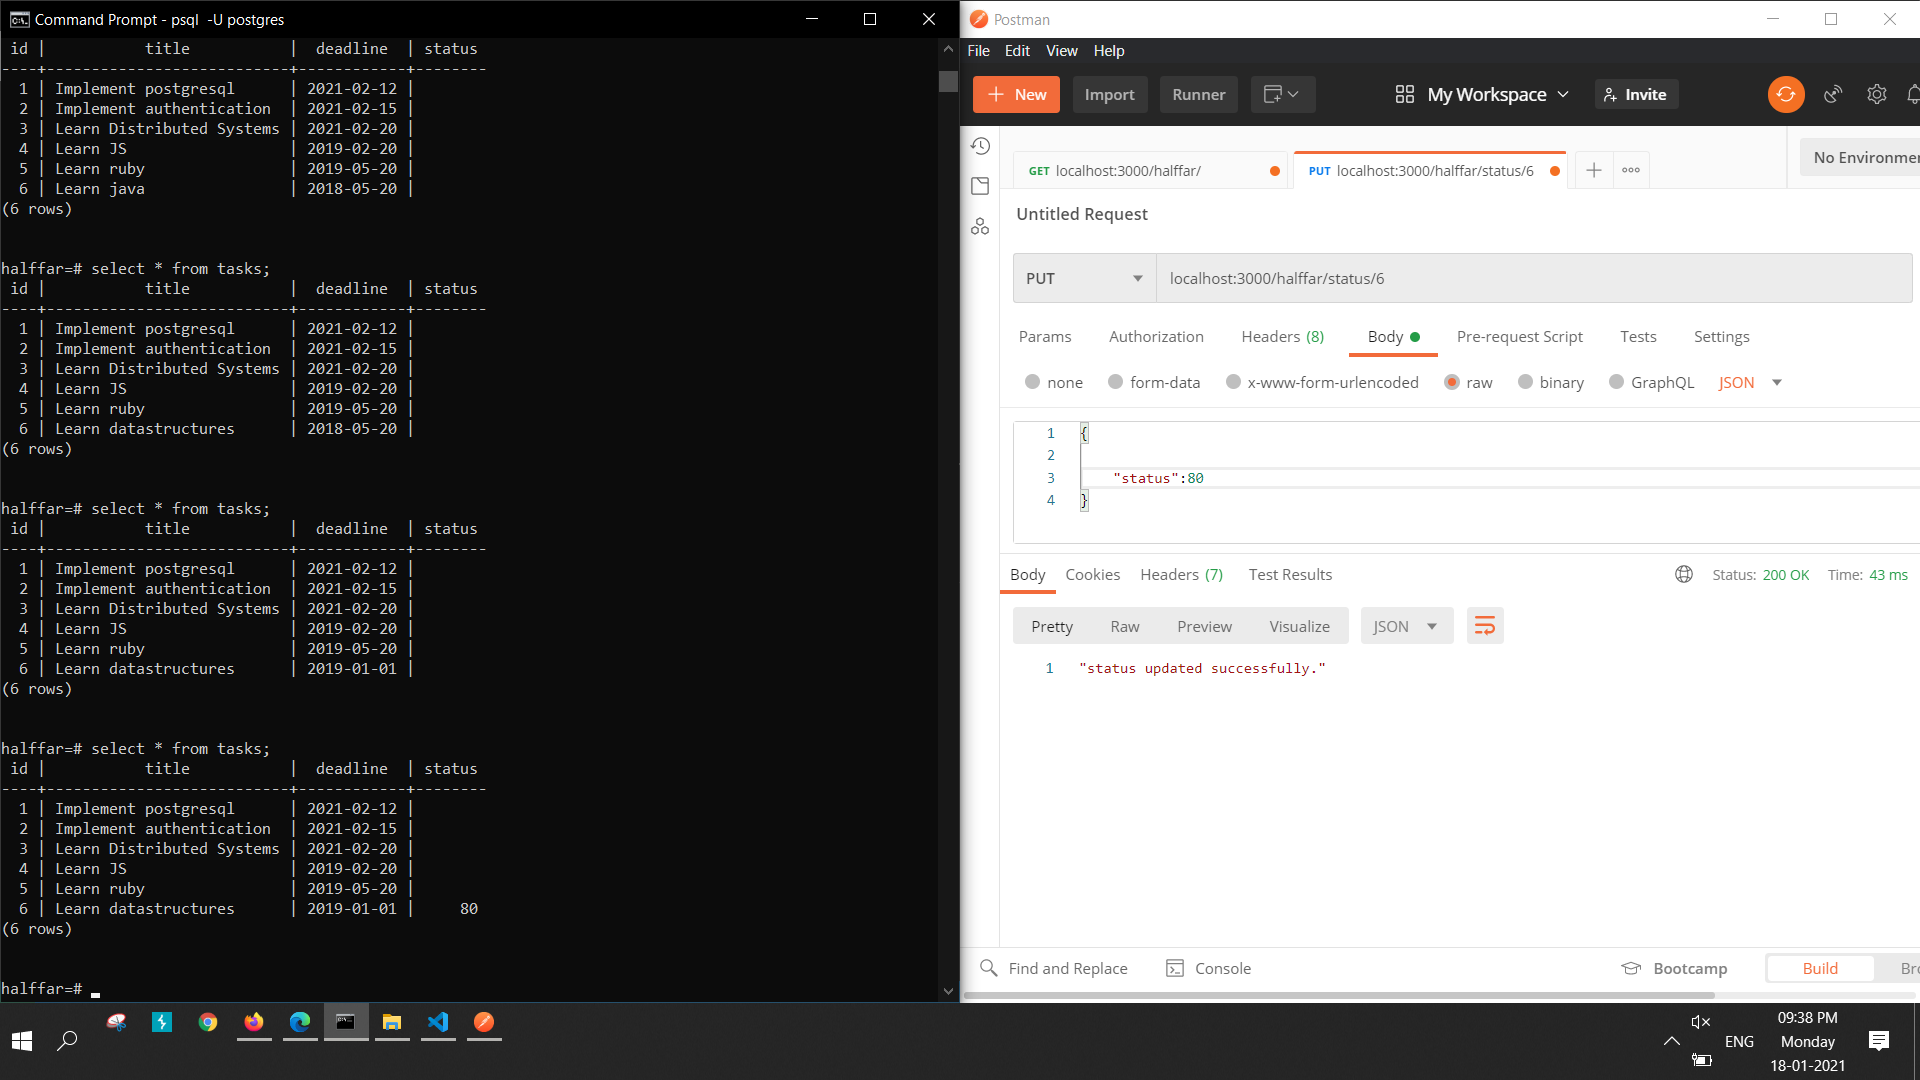 Command Prompt - psql  -U postgres
 id |           title           |  deadline  | status
----+---------------------------+------------+--------
  1 | Implement postgresql      | 2021-02-12 |
  2 | Implement authentication  | 2021-02-15 |
  3 | Learn Distributed Systems | 2021-02-20 |
  4 | Learn JS                  | 2019-02-20 |
  5 | Learn ruby                | 2019-05-20 |
  6 | Learn java                | 2018-05-20 |
(6 rows)
halffar=# select * from tasks;
 id |           title           |  deadline  | status
----+---------------------------+------------+--------
  1 | Implement postgresql      | 2021-02-12 |
  2 | Implement authentication  | 2021-02-15 |
  3 | Learn Distributed Systems | 2021-02-20 |
  4 | Learn JS                  | 2019-02-20 |
  5 | Learn ruby                | 2019-05-20 |
  6 | Learn datastructures      | 2018-05-20 |
(6 rows)
halffar=# select * from tasks;
 id |           title           |  deadline  | status
----+---------------------------+------------+--------
  1 | Implement postgresql      | 2021-02-12 |
  2 | Implement authentication  | 2021-02-15 |
  3 | Learn Distributed Systems | 2021-02-20 |
  4 | Learn JS                  | 2019-02-20 |
  5 | Learn ruby                | 2019-05-20 |
  6 | Learn datastructures      | 2019-01-01 |
(6 rows)
halffar=# select * from tasks;
 id |           title           |  deadline  | status
----+---------------------------+------------+--------
  1 | Implement postgresql      | 2021-02-12 |
  2 | Implement authentication  | 2021-02-15 |
  3 | Learn Distributed Systems | 2021-02-20 |
  4 | Learn JS                  | 2019-02-20 |
  5 | Learn ruby                | 2019-05-20 |
  6 | Learn datastructures      | 2019-01-01 |     80
(6 rows)
halffar=#
Postman
File Edit View Help
New Import Runner My Workspace Invite
GET localhost:3000/halffar/ PUT localhost:3000/halffar/status/6 No Environmen
Untitled Request
PUT localhost:3000/halffar/status/6
Params Authorization Headers (8) Body Pre-request Script Tests Settings
none form-data x-www-form-urlencoded raw binary GraphQL JSON
1 {
2
3 "status":80
4 }
Body Cookies Headers (7) Test Results Status: 200 OK Time: 43 ms
Pretty Raw Preview Visualize JSON
1 "status updated successfully."
Find and Replace Console Bootcamp Build Bro
09:38 PM
ENG Monday
18-01-2021